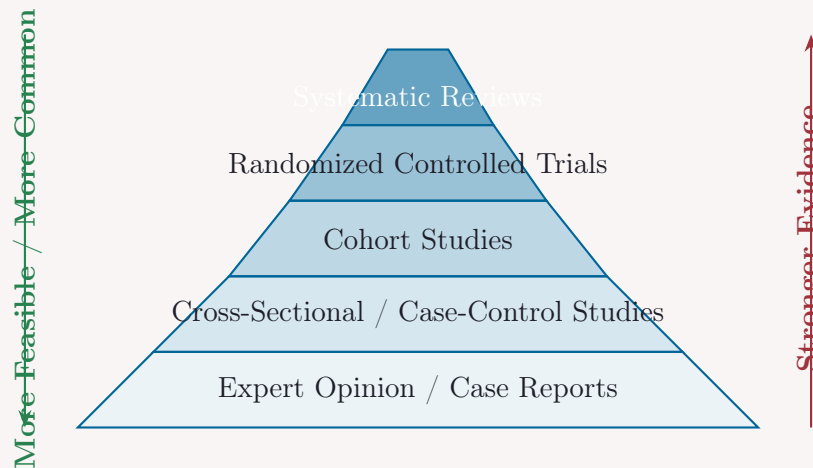 More Feasible / More Common
Systematic Reviews
Randomized Controlled Trials
Cohort Studies
Cross-Sectional / Case-Control Studies
Expert Opinion / Case Reports
Stronger Evidence